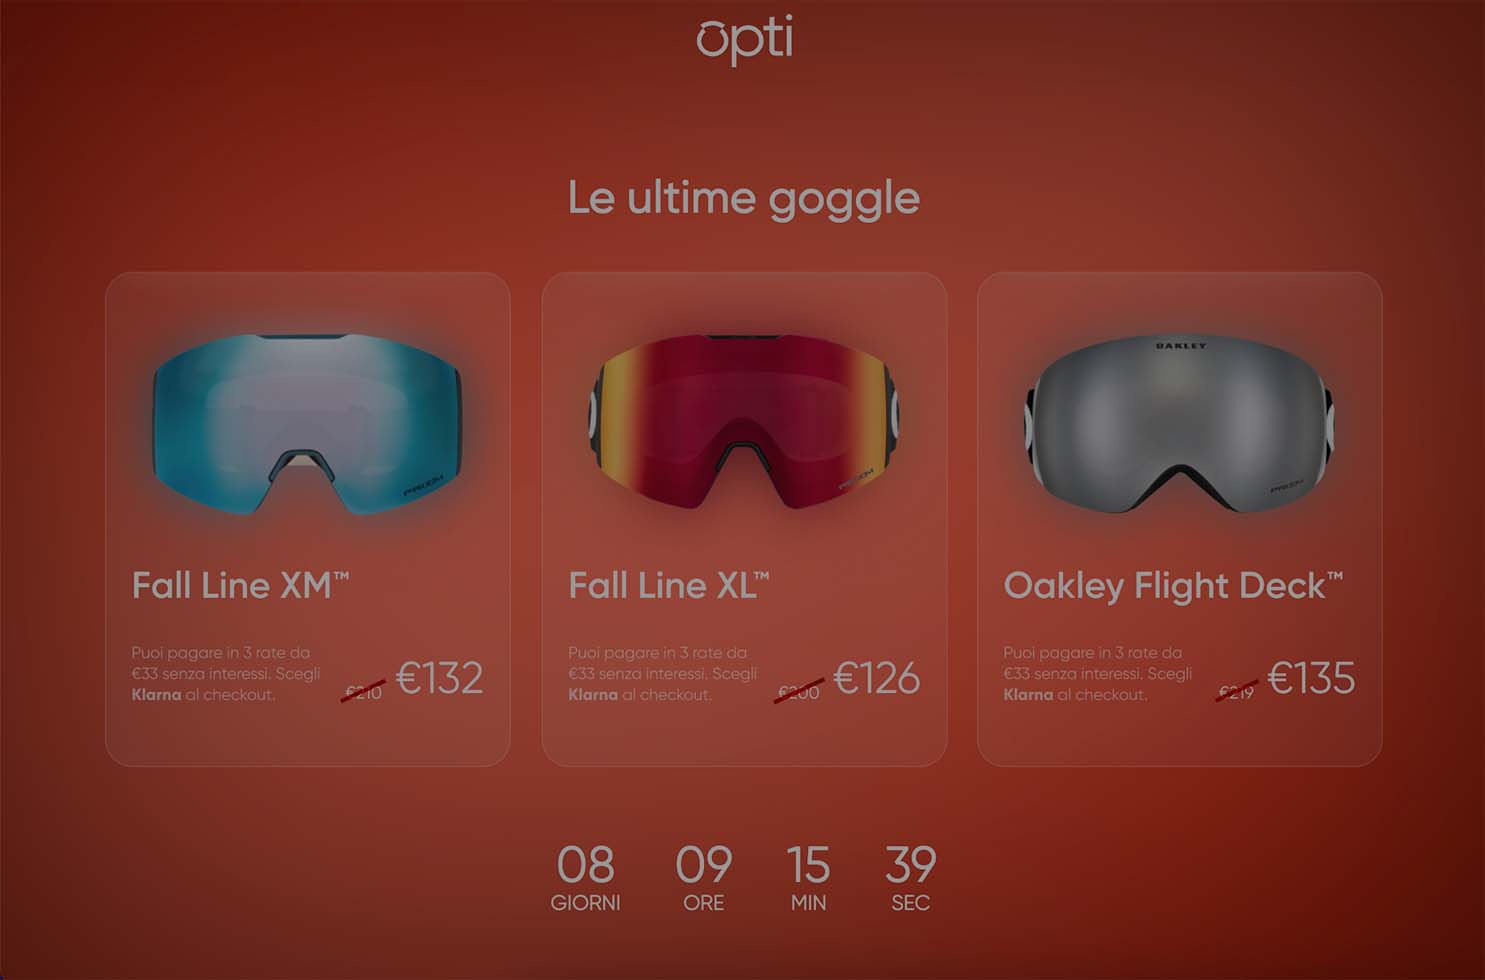 opti
Le ultime goggle
OAKLEY
PRIZM
PRIZM
PRIZM
Fall Line XM™
Puoi pagare in 3 rate da
€33 senza interessi. Scegli
Klarna al checkout.
€210 €132
Fall Line XL™
Puoi pagare in 3 rate da
€33 senza interessi. Scegli
Klarna al checkout.
€200 €126
Oakley Flight Deck™
Puoi pagare in 3 rate da
€33 senza interessi. Scegli
Klarna al checkout.
€219 €135
08 09 15 39
GIORNI ORE MIN SEC